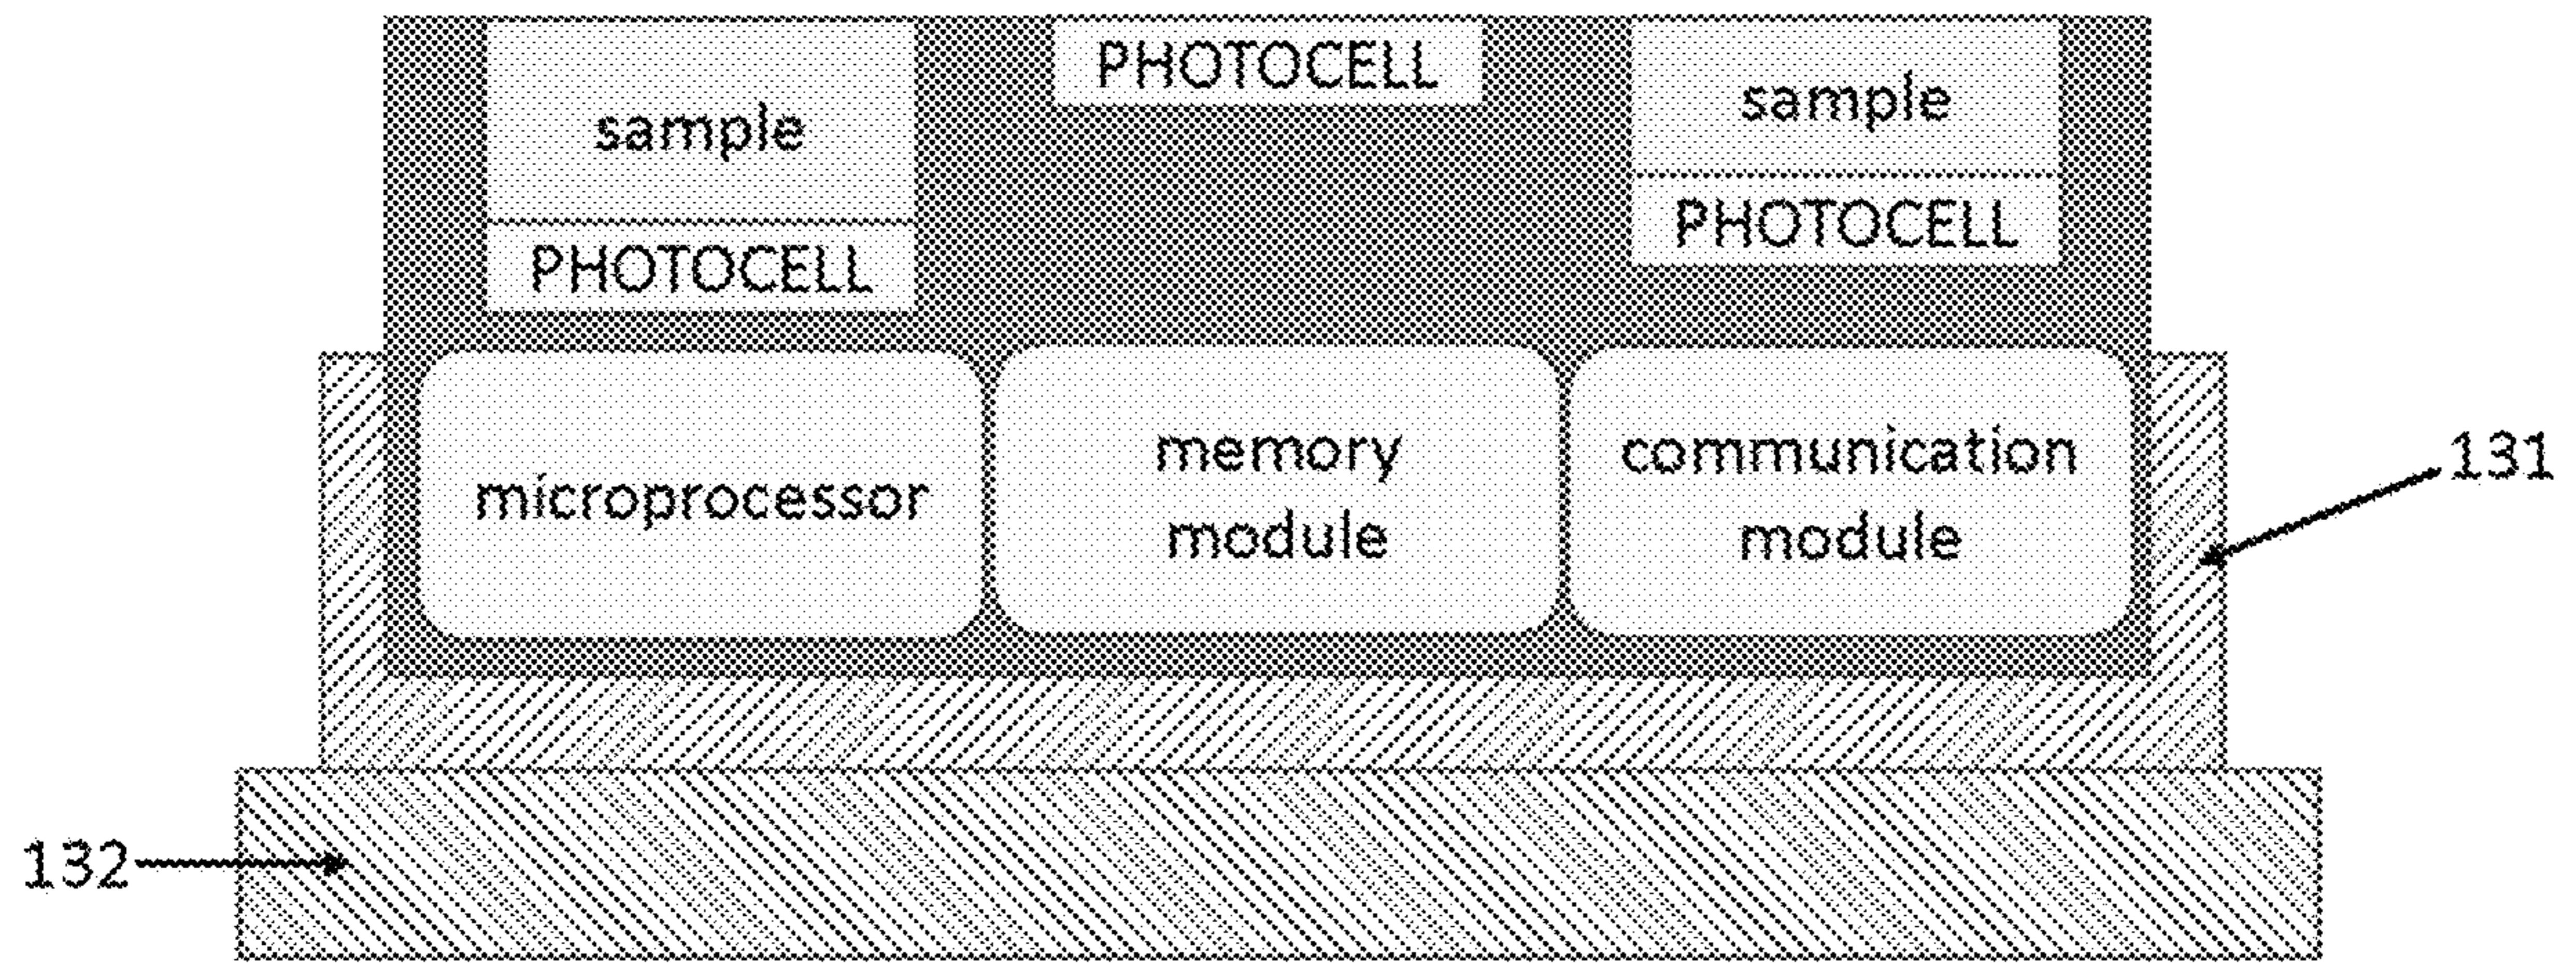 PHOTOCELL
sample
sample
PHOTOCELL
PHOTOCELL
microprocessor
memory
module
communication
module
131
132